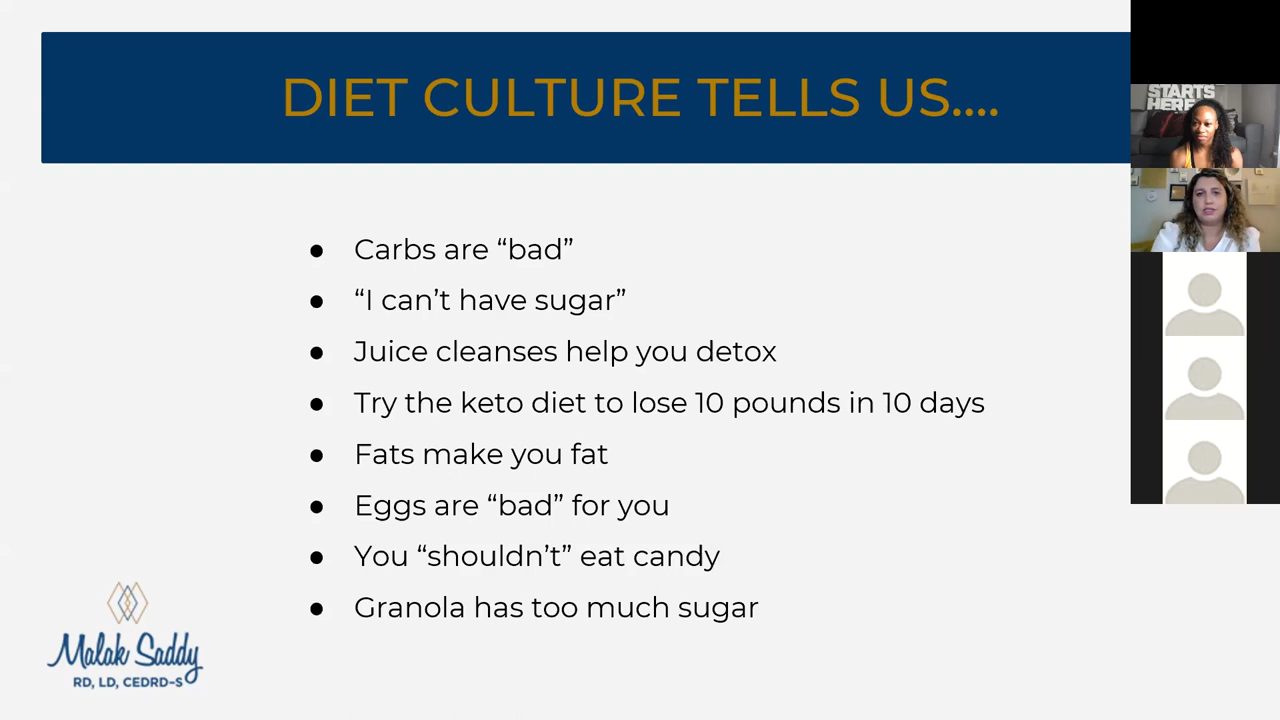 DIET CULTURE TELLS US....
STARTS
HERE
● Carbs are “bad”
● “I can’t have sugar”
● Juice cleanses help you detox
● Try the keto diet to lose 10 pounds in 10 days
● Fats make you fat
● Eggs are “bad” for you
● You “shouldn’t” eat candy
● Granola has too much sugar
Malak Saddy
RD, LD, CEDRD-S